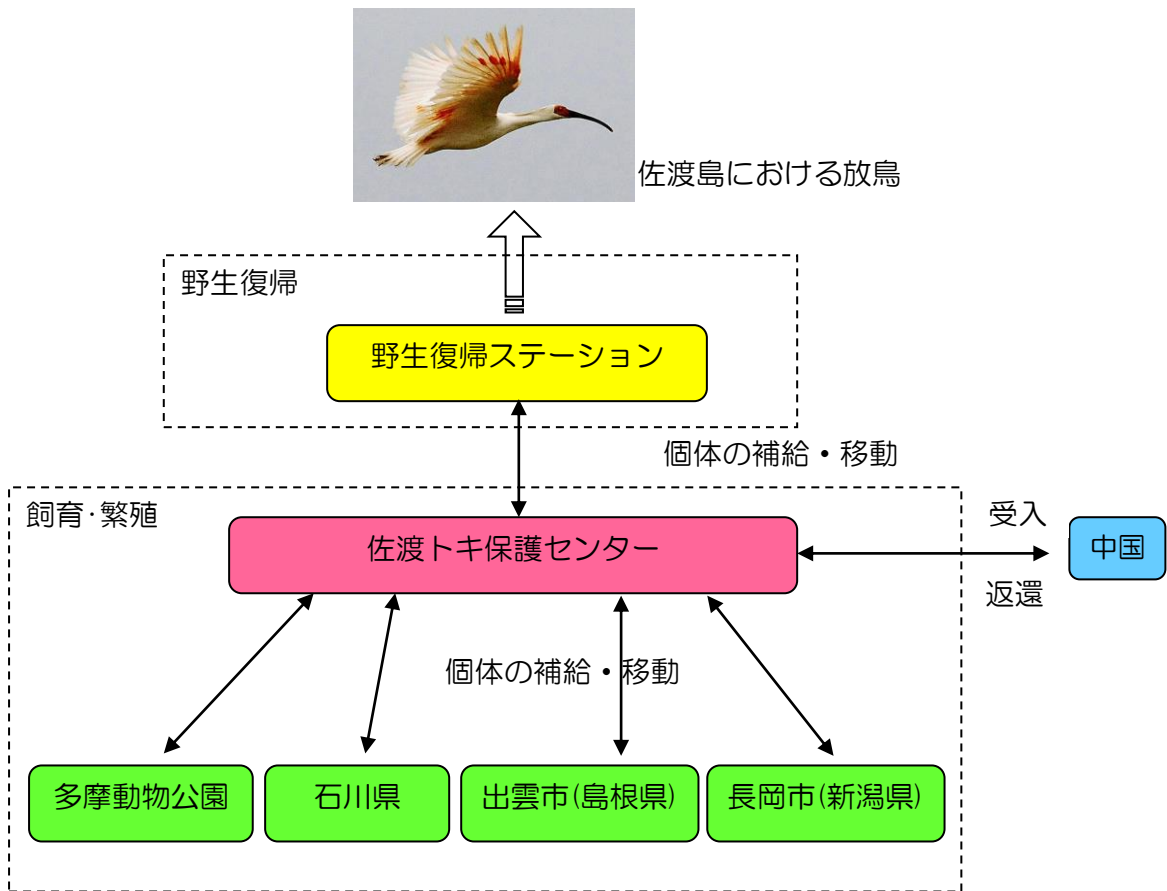 佐渡島における放鳥
野生復帰
野生復帰ステーション
個体の補給・移動
飼育・繁殖
佐渡トキ保護センター
受入
中国
返還
個体の補給・移動
多摩動物公園
石川県
出雲市(島根県)
長岡市(新潟県)